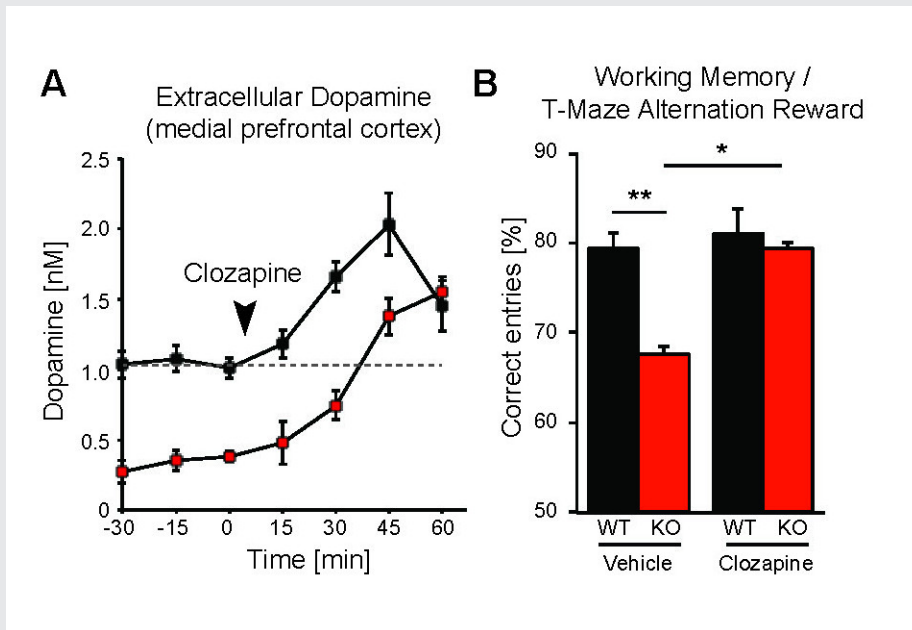 A
Extracellular Dopamine
(medial prefrontal cortex)
Dopamine [nM]
2.5
2.0
1.5
1.0
0.5
0
Clozapine
-30 -15 0 15 30 45 60
Time [min]
B
Working Memory /
T-Maze Alternation Reward
Correct entries [%]
90
80
70
60
50
**
*
WT KO WT KO
Vehicle Clozapine